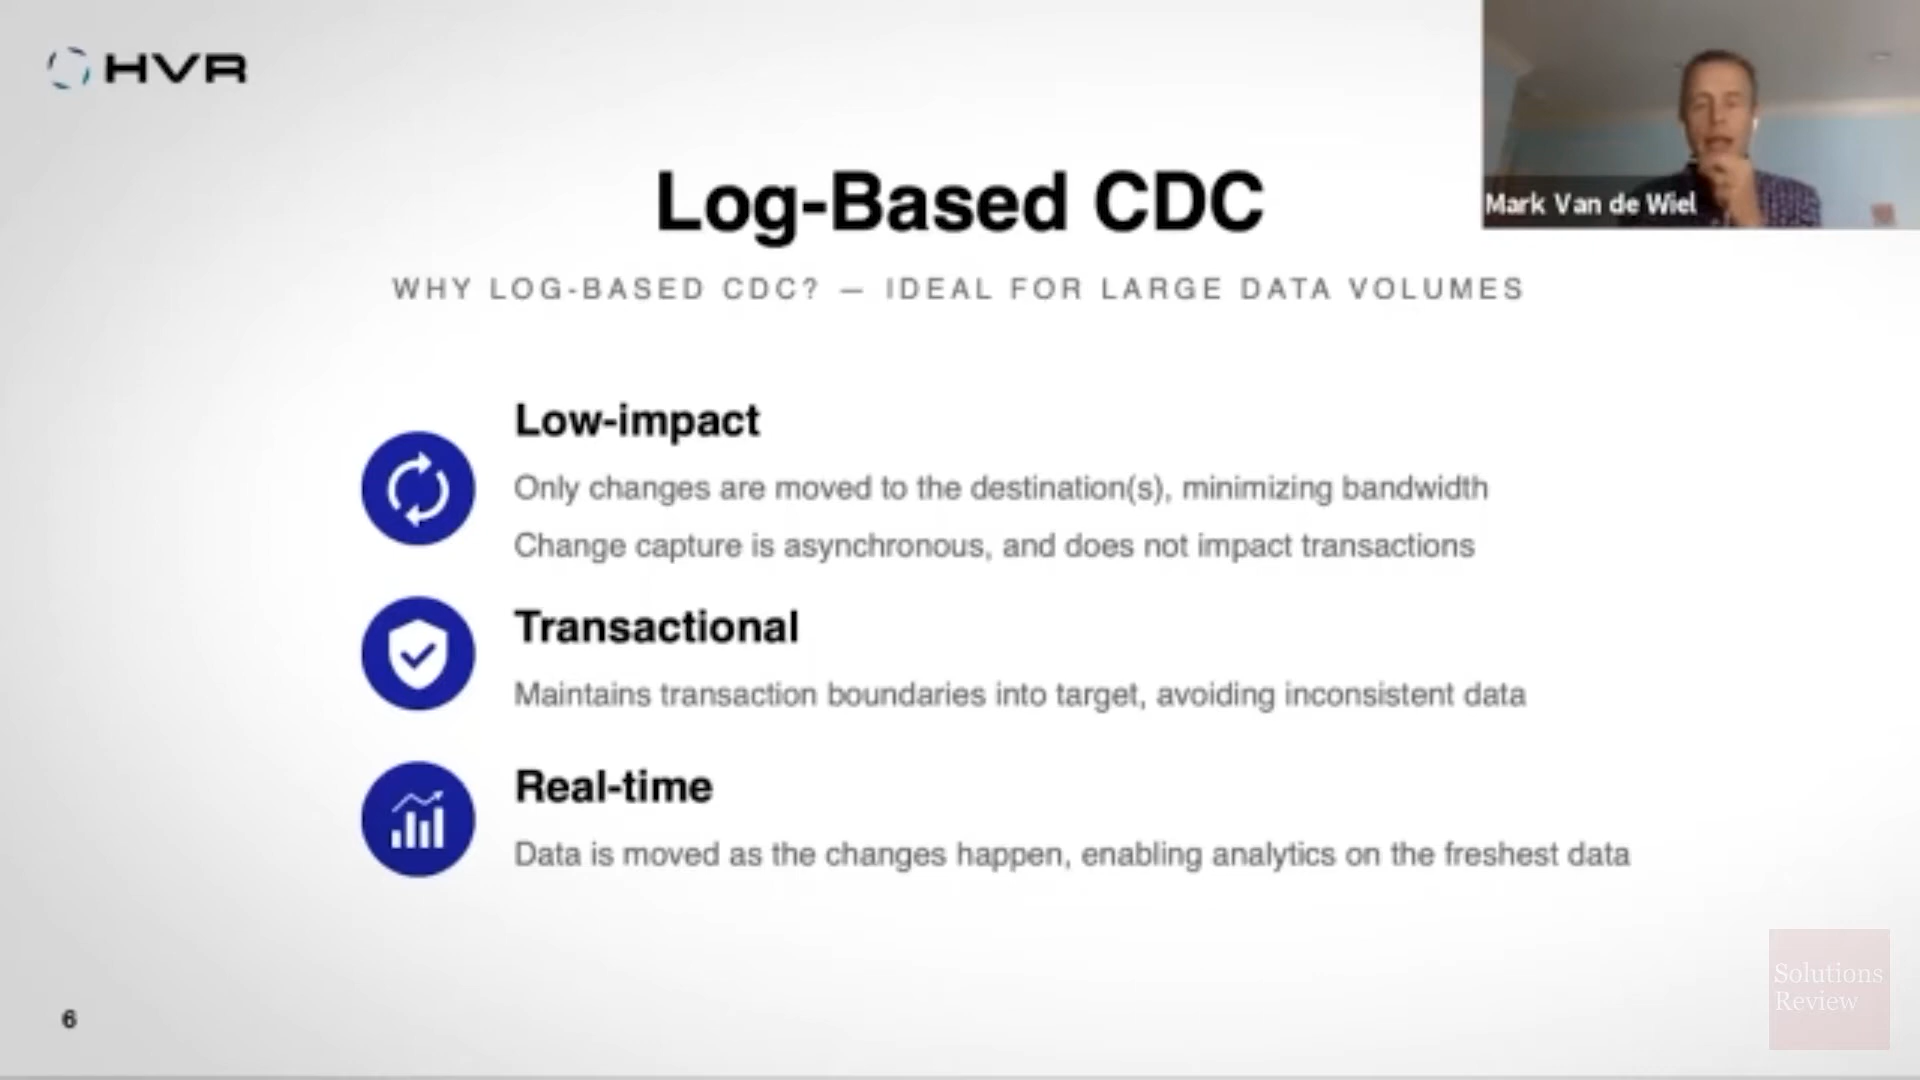 HVR
Mark Van de Wiel
Log-Based CDC
WHY LOG-BASED CDC? — IDEAL FOR LARGE DATA VOLUMES
Low-impact
Only changes are moved to the destination(s), minimizing bandwidth
Change capture is asynchronous, and does not impact transactions
Transactional
Maintains transaction boundaries into target, avoiding inconsistent data
Real-time
Data is moved as the changes happen, enabling analytics on the freshest data
Solutions
Review
6